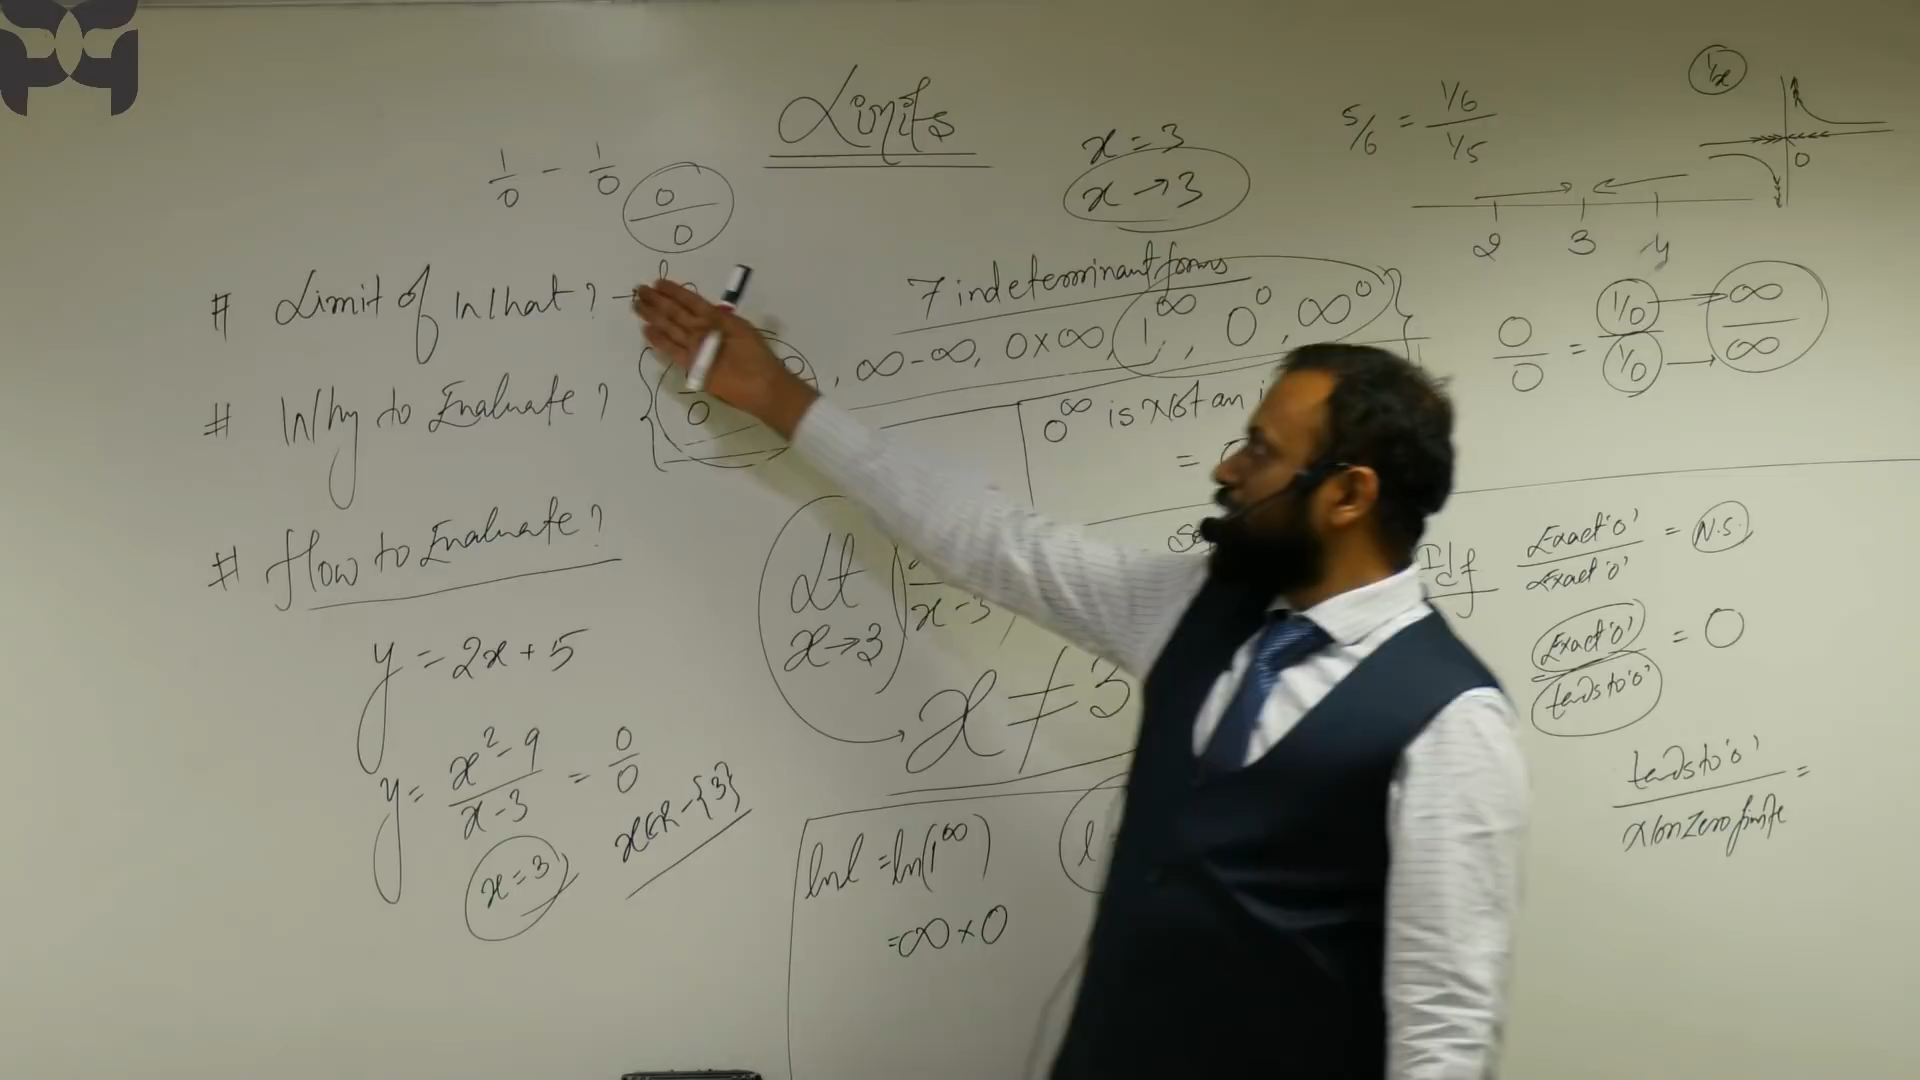 Limits
1/0 - 1/0
0/0
x = 3
x → 3
5/6 = 1/6 / 1/5
1/x
0
2 3 4
# Limit of What? →
7 indeterminant forms
, ∞-∞, 0×∞, 1^∞, 0^0, ∞^0
0/0 = 1/0 / 1/0 → ∞/∞
# Why to Evaluate?
0
0^∞ is Not an
=
# How to Evaluate?
Lt x→3
x-3
x ≠ 3
y = 2x + 5
y = x²-9 / x-3 = 0/0
x = 3
x∈R-{3}
ln l = ln(1^∞)
= ∞ × 0
l
Exact '0' / Exact '0' = N.S.
Exact '0' / tends to '0' = 0
tends to '0' / Non Zero finite =